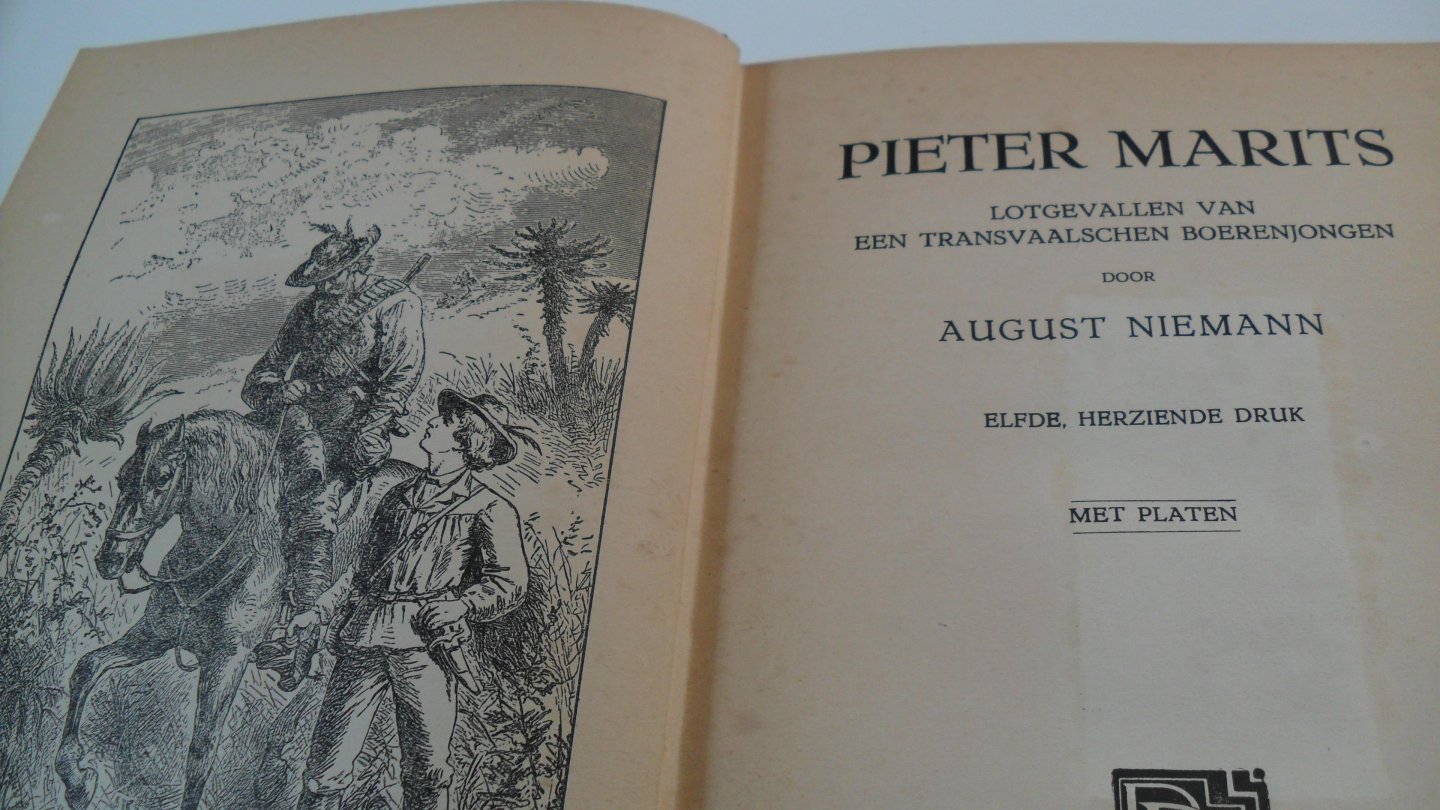 PIETER MARITS
LOTGEVALLEN VAN
EEN TRANSVAALSCHEN BOERENJONGEN
DOOR
AUGUST NIEMANN
ELFDE, HERZIENDE DRUK
MET PLATEN